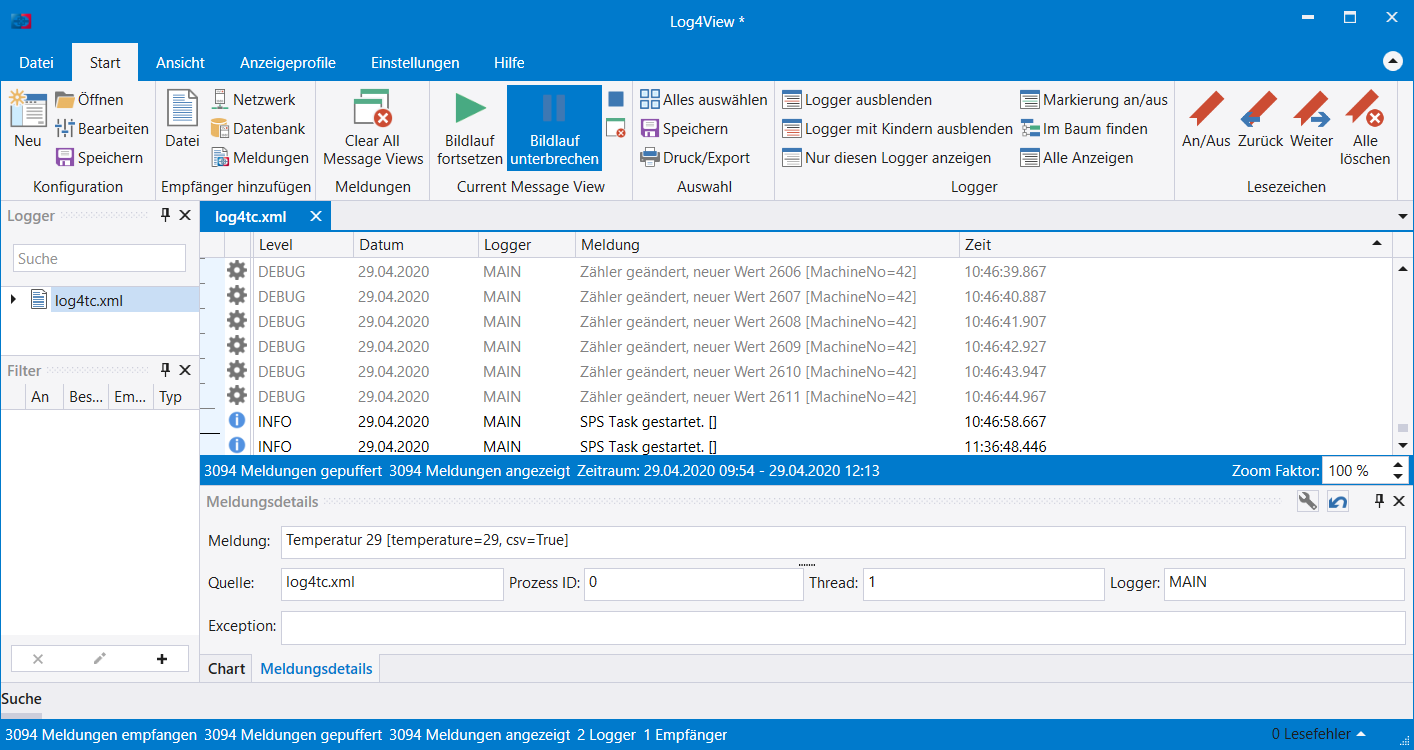 Log4View *
Datei Start Ansicht Anzeigeprofile Einstellungen Hilfe
Neu
Öffnen
Bearbeiten
Speichern
Konfiguration
Datei
Netzwerk
Datenbank
Meldungen
Empfänger hinzufügen
Clear All
Message Views
Meldungen
Bildlauf
fortsetzen
Bildlauf
unterbrechen
Current Message View
Alles auswählen
Speichern
Druck/Export
Auswahl
Logger ausblenden
Logger mit Kindern ausblenden
Nur diesen Logger anzeigen
Markierung an/aus
Im Baum finden
Alle Anzeigen
Logger
An/Aus
Zurück
Weiter
Alle
löschen
Lesezeichen
Logger
Suche
log4tc.xml
Filter
An Bes... Em... Typ
log4tc.xml
Level Datum Logger Meldung Zeit
DEBUG 29.04.2020 MAIN Zähler geändert, neuer Wert 2606 [MachineNo=42] 10:46:39.867
DEBUG 29.04.2020 MAIN Zähler geändert, neuer Wert 2607 [MachineNo=42] 10:46:40.887
DEBUG 29.04.2020 MAIN Zähler geändert, neuer Wert 2608 [MachineNo=42] 10:46:41.907
DEBUG 29.04.2020 MAIN Zähler geändert, neuer Wert 2609 [MachineNo=42] 10:46:42.927
DEBUG 29.04.2020 MAIN Zähler geändert, neuer Wert 2610 [MachineNo=42] 10:46:43.947
DEBUG 29.04.2020 MAIN Zähler geändert, neuer Wert 2611 [MachineNo=42] 10:46:44.967
INFO 29.04.2020 MAIN SPS Task gestartet. [] 10:46:58.667
INFO 29.04.2020 MAIN SPS Task gestartet. [] 11:36:48.446
3094 Meldungen gepuffert 3094 Meldungen angezeigt Zeitraum: 29.04.2020 09:54 - 29.04.2020 12:13 Zoom Faktor: 100 %
Meldungsdetails
Meldung: Temperatur 29 [temperature=29, csv=True]
Quelle: log4tc.xml Prozess ID: 0 Thread: 1 Logger: MAIN
Exception:
Chart Meldungsdetails
Suche
3094 Meldungen empfangen 3094 Meldungen gepuffert 3094 Meldungen angezeigt 2 Logger 1 Empfänger 0 Lesefehler